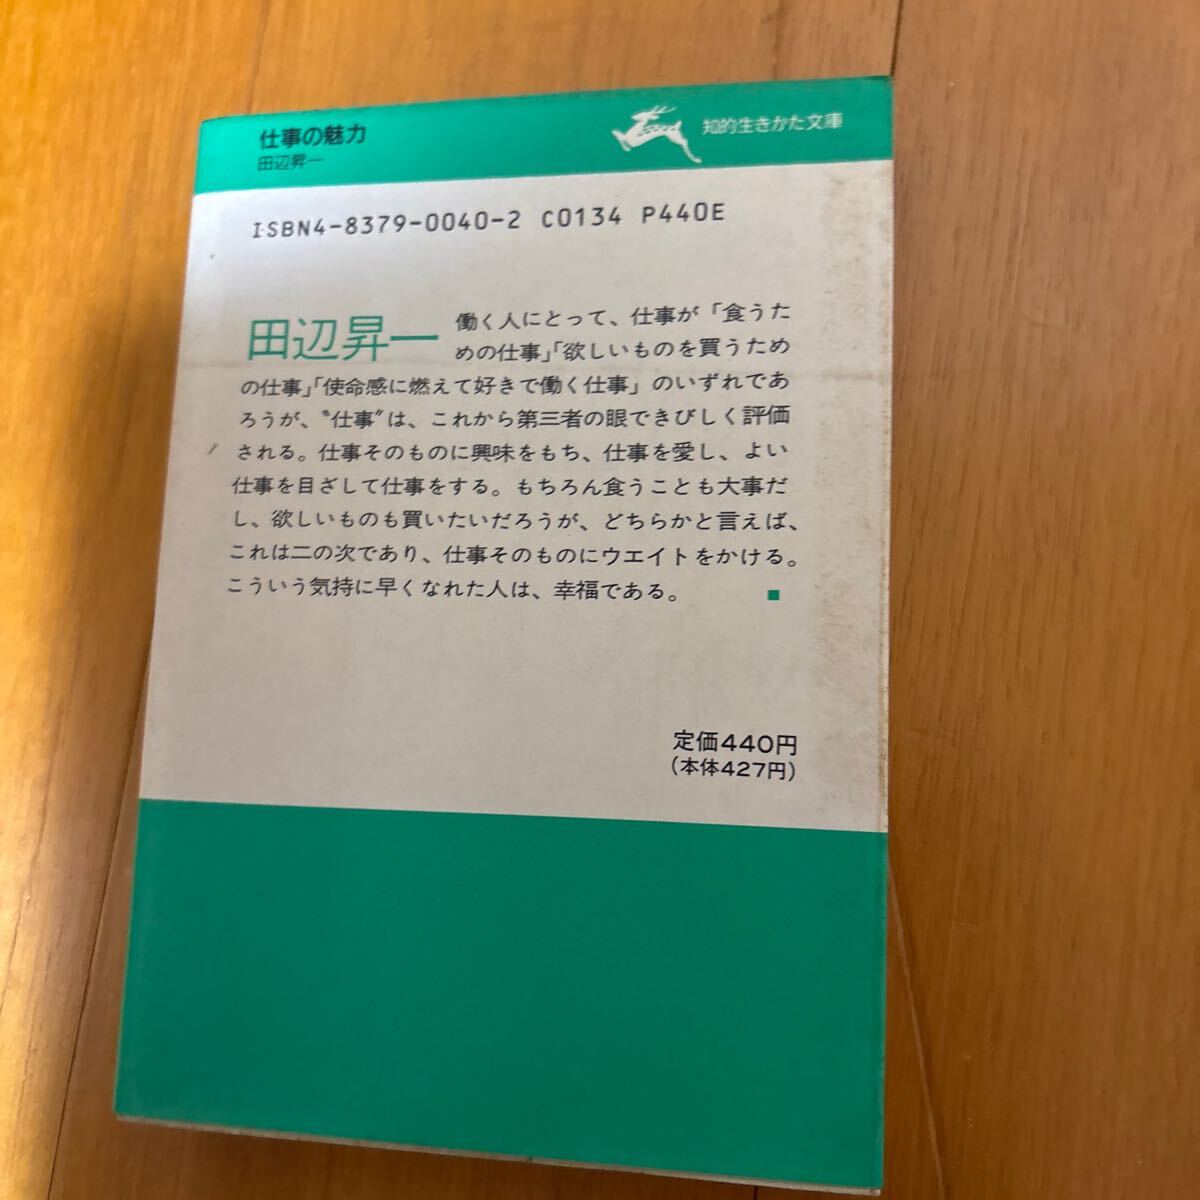 仕事の魅力
田辺昇一
知的生きかた文庫
ISBN4-8379-0040-2 C0134 P440E
田辺昇一
働く人にとって、仕事が「食うた
めの仕事」「欲しいものを買うため
の仕事」「使命感に燃えて好きで働く仕事」のいずれであ
ろうが、〝仕事〟は、これから第三者の眼できびしく評価
される。仕事そのものに興味をもち、仕事を愛し、よい
仕事を目ざして仕事をする。もちろん食うことも大事だ
し、欲しいものも買いたいだろうが、どちらかと言えば、
これは二の次であり、仕事そのものにウエイトをかける。
こういう気持に早くなれた人は、幸福である。
定価440円
(本体427円)